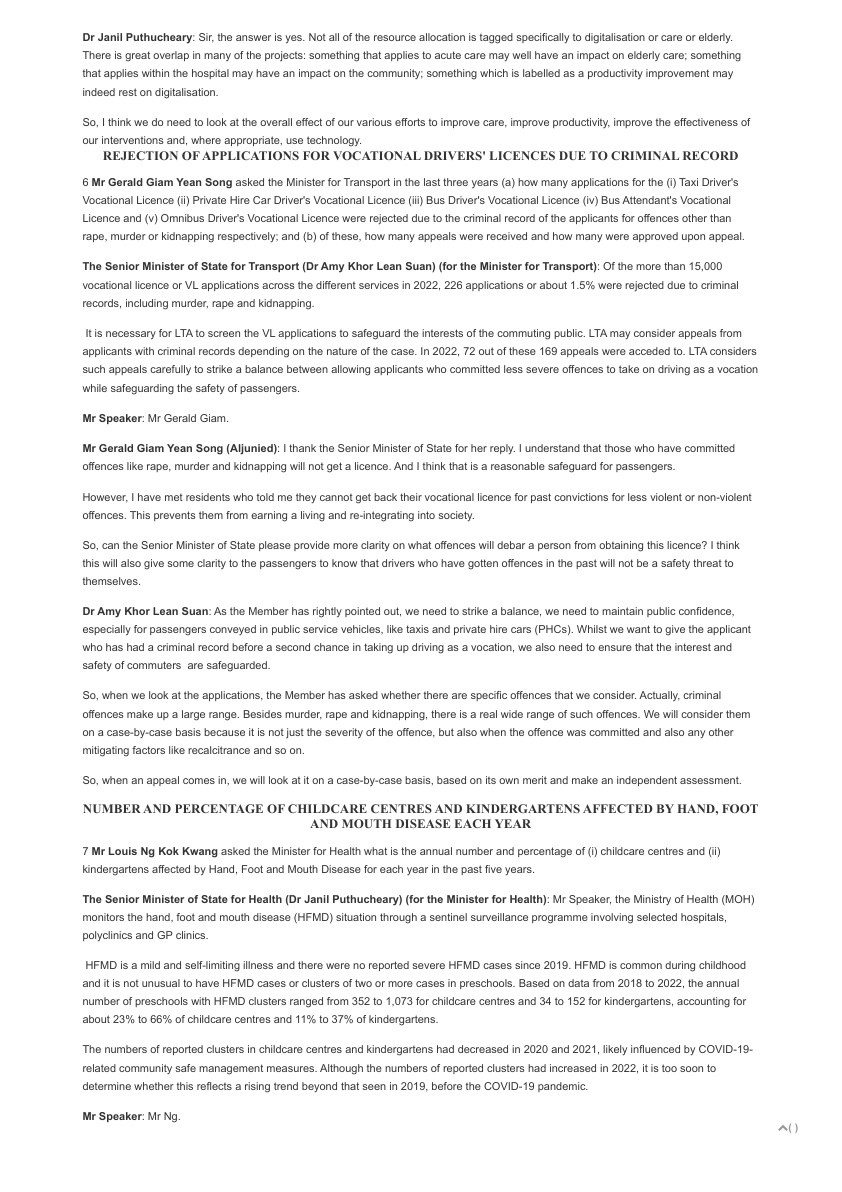 Dr Janil Puthucheary: Sir, the answer is yes. Not all of the resource allocation is tagged specifically to digitalisation or care or elderly.
There is great overlap in many of the projects: something that applies to acute care may well have an impact on elderly care; something
that applies within the hospital may have an impact on the community; something which is labelled as a productivity improvement may
indeed rest on digitalisation.
So, I think we do need to look at the overall effect of our various efforts to improve care, improve productivity, improve the effectiveness of
our interventions and, where appropriate, use technology.
REJECTION OF APPLICATIONS FOR VOCATIONAL DRIVERS' LICENCES DUE TO CRIMINAL RECORD
6 Mr Gerald Giam Yean Song asked the Minister for Transport in the last three years (a) how many applications for the (i) Taxi Driver's
Vocational Licence (ii) Private Hire Car Driver's Vocational Licence (iii) Bus Driver's Vocational Licence (iv) Bus Attendant's Vocational
Licence and (v) Omnibus Driver's Vocational Licence were rejected due to the criminal record of the applicants for offences other than
rape, murder or kidnapping respectively; and (b) of these, how many appeals were received and how many were approved upon appeal.
The Senior Minister of State for Transport (Dr Amy Khor Lean Suan) (for the Minister for Transport): Of the more than 15,000
vocational licence or VL applications across the different services in 2022, 226 applications or about 1.5% were rejected due to criminal
records, including murder, rape and kidnapping.
It is necessary for LTA to screen the VL applications to safeguard the interests of the commuting public. LTA may consider appeals from
applicants with criminal records depending on the nature of the case. In 2022, 72 out of these 169 appeals were acceded to. LTA considers
such appeals carefully to strike a balance between allowing applicants who committed less severe offences to take on driving as a vocation
while safeguarding the safety of passengers.
Mr Speaker: Mr Gerald Giam.
Mr Gerald Giam Yean Song (Aljunied): I thank the Senior Minister of State for her reply. I understand that those who have committed
offences like rape, murder and kidnapping will not get a licence. And I think that is a reasonable safeguard for passengers.
However, I have met residents who told me they cannot get back their vocational licence for past convictions for less violent or non-violent
offences. This prevents them from earning a living and re-integrating into society.
So, can the Senior Minister of State please provide more clarity on what offences will debar a person from obtaining this licence? I think
this will also give some clarity to the passengers to know that drivers who have gotten offences in the past will not be a safety threat to
themselves.
Dr Amy Khor Lean Suan: As the Member has rightly pointed out, we need to strike a balance, we need to maintain public confidence,
especially for passengers conveyed in public service vehicles, like taxis and private hire cars (PHCs). Whilst we want to give the applicant
who has had a criminal record before a second chance in taking up driving as a vocation, we also need to ensure that the interest and
safety of commuters are safeguarded.
So, when we look at the applications, the Member has asked whether there are specific offences that we consider. Actually, criminal
offences make up a large range. Besides murder, rape and kidnapping, there is a real wide range of such offences. We will consider them
on a case-by-case basis because it is not just the severity of the offence, but also when the offence was committed and also any other
mitigating factors like recalcitrance and so on.
So, when an appeal comes in, we will look at it on a case-by-case basis, based on its own merit and make an independent assessment.
NUMBER AND PERCENTAGE OF CHILDCARE CENTRES AND KINDERGARTENS AFFECTED BY HAND, FOOT
AND MOUTH DISEASE EACH YEAR
7 Mr Louis Ng Kok Kwang asked the Minister for Health what is the annual number and percentage of (i) childcare centres and (ii)
kindergartens affected by Hand, Foot and Mouth Disease for each year in the past five years.
The Senior Minister of State for Health (Dr Janil Puthucheary) (for the Minister for Health): Mr Speaker, the Ministry of Health (MOH)
monitors the hand, foot and mouth disease (HFMD) situation through a sentinel surveillance programme involving selected hospitals,
polyclinics and GP clinics.
HFMD is a mild and self-limiting illness and there were no reported severe HFMD cases since 2019. HFMD is common during childhood
and it is not unusual to have HFMD cases or clusters of two or more cases in preschools. Based on data from 2018 to 2022, the annual
number of preschools with HFMD clusters ranged from 352 to 1,073 for childcare centres and 34 to 152 for kindergartens, accounting for
about 23% to 66% of childcare centres and 11% to 37% of kindergartens.
The numbers of reported clusters in childcare centres and kindergartens had decreased in 2020 and 2021, likely influenced by COVID-19-
related community safe management measures. Although the numbers of reported clusters had increased in 2022, it is too soon to
determine whether this reflects a rising trend beyond that seen in 2019, before the COVID-19 pandemic.
Mr Speaker: Mr Ng.
( )